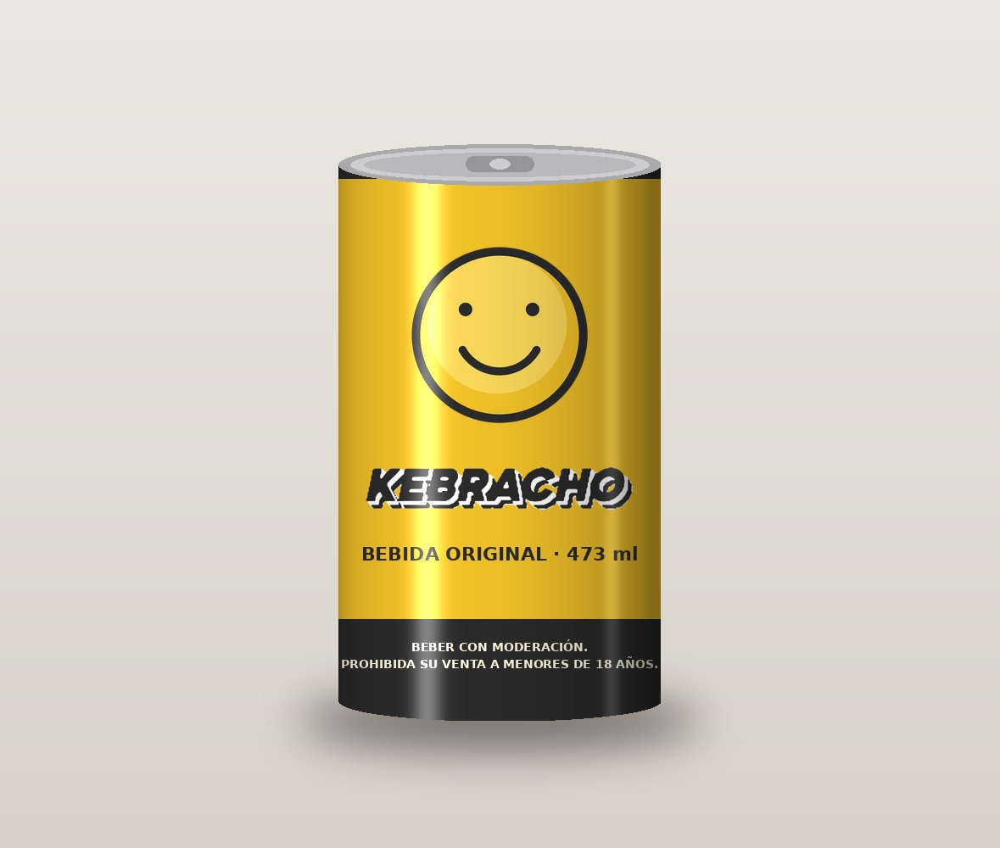 KEBRACHO
BEBIDA ORIGINAL · 473 ml
BEBER CON MODERACIÓN.
PROHIBIDA SU VENTA A MENORES DE 18 AÑOS.